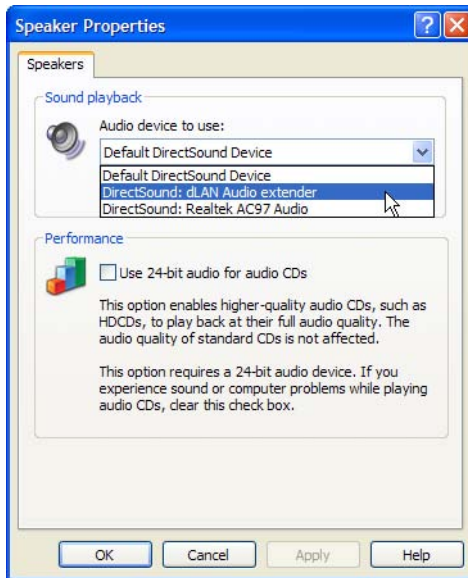 Speaker Properties
Speakers
Sound playback
Audio device to use:
Default DirectSound Device
Default DirectSound Device
DirectSound: dLAN Audio extender
DirectSound: Realtek AC97 Audio
Performance
Use 24-bit audio for audio CDs
This option enables higher-quality audio CDs, such as
HDCDs, to play back at their full audio quality. The
audio quality of standard CDs is not affected.
This option requires a 24-bit audio device. If you
experience sound or computer problems while playing
audio CDs, clear this check box.
OK Cancel Apply Help